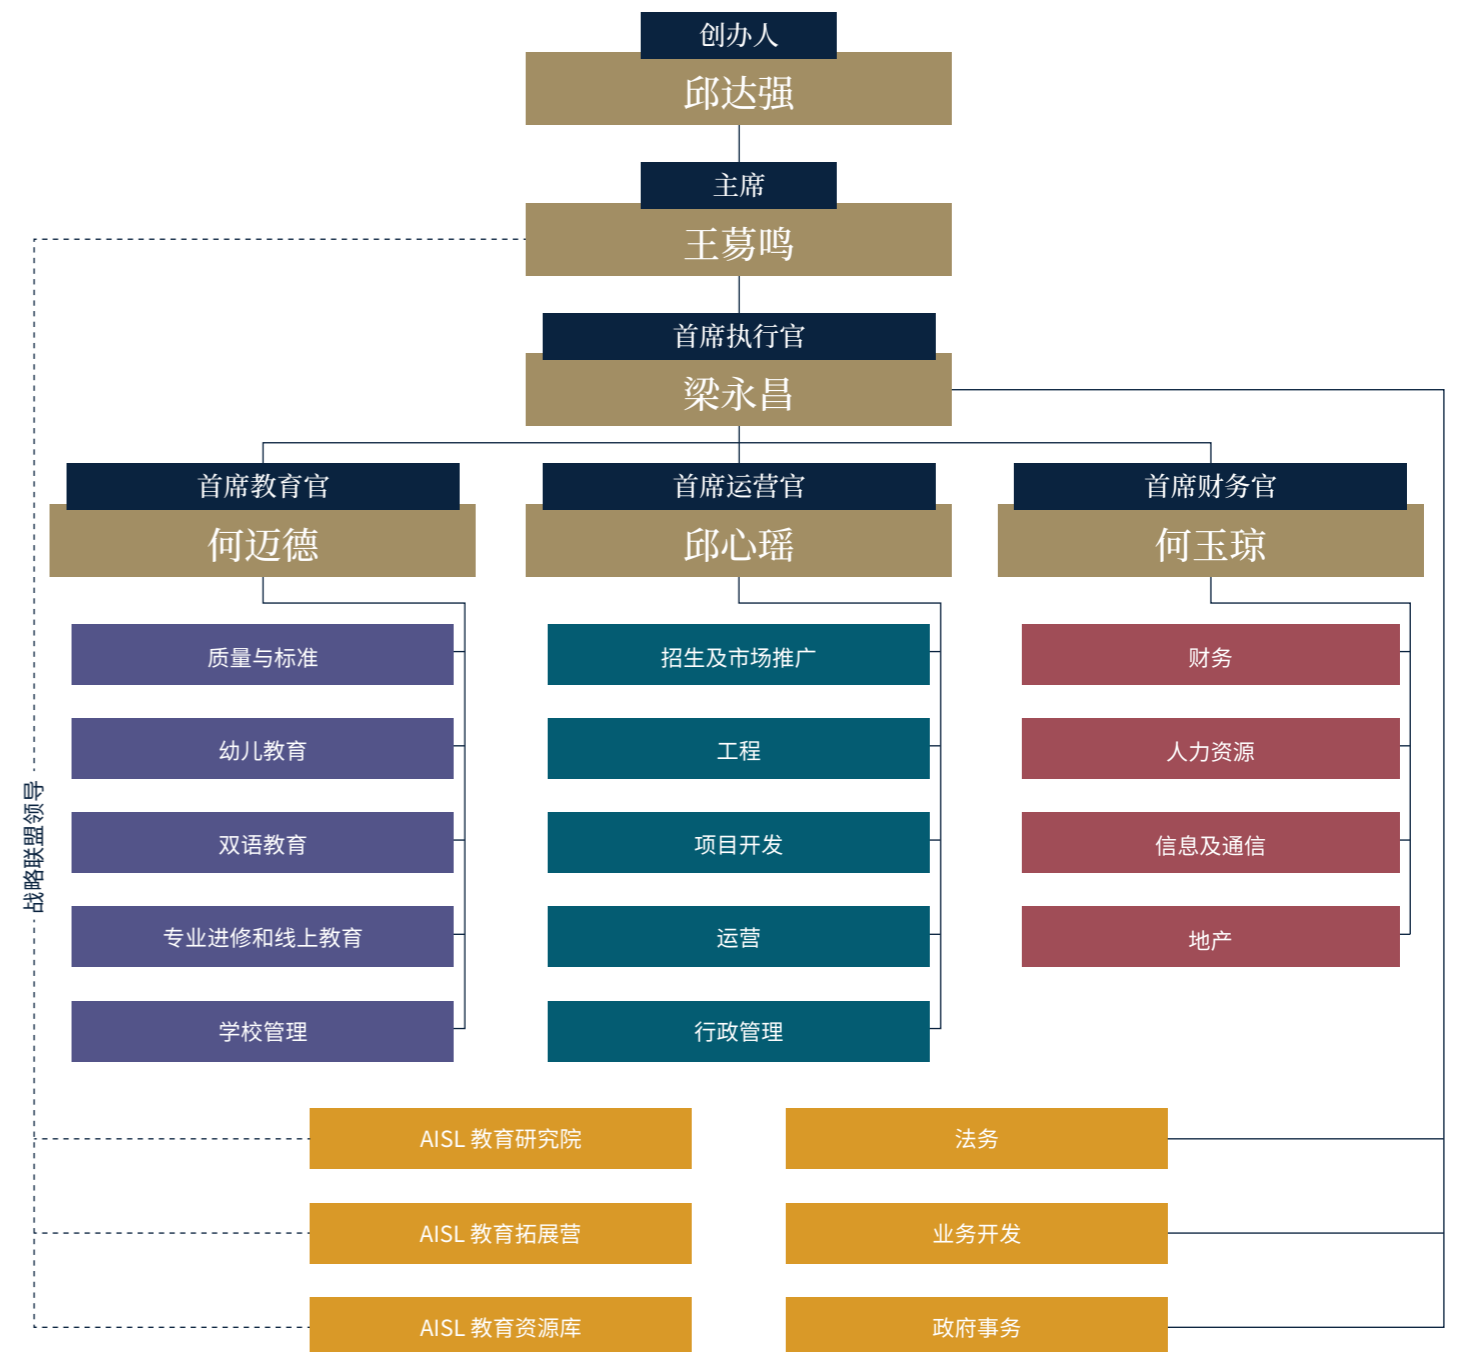 创办人
邱达强
主席
王䓪鸣
首席执行官
梁永昌
首席教育官
何迈德
首席运营官
邱心瑶
首席财务官
何玉琼
质量与标准
幼儿教育
双语教育
专业进修和线上教育
学校管理
招生及市场推广
工程
项目开发
运营
行政管理
财务
人力资源
信息及通信
地产
战略联盟领导
AISL 教育研究院
AISL 教育拓展营
AISL 教育资源库
法务
业务开发
政府事务